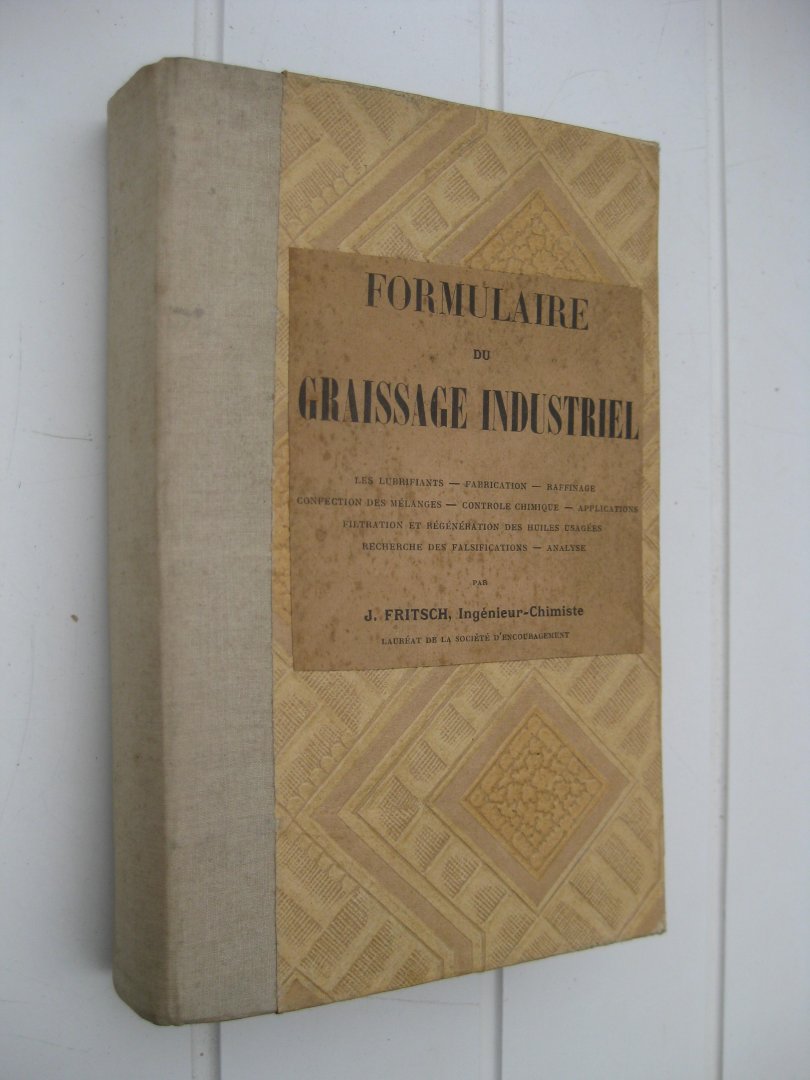 FORMULAIRE
DU
GRAISSAGE INDUSTRIEL
LES LUBRIFIANTS — FABRICATION — RAFFINAGE
CONFECTION DES MÉLANGES — CONTROLE CHIMIQUE — APPLICATIONS
FILTRATION ET RÉGÉNÉRATION DES HUILES USAGÉES
RECHERCHE DES FALSIFICATIONS — ANALYSE
PAR
J. FRITSCH, Ingénieur-Chimiste
LAURÉAT DE LA SOCIÉTÉ D'ENCOURAGEMENT